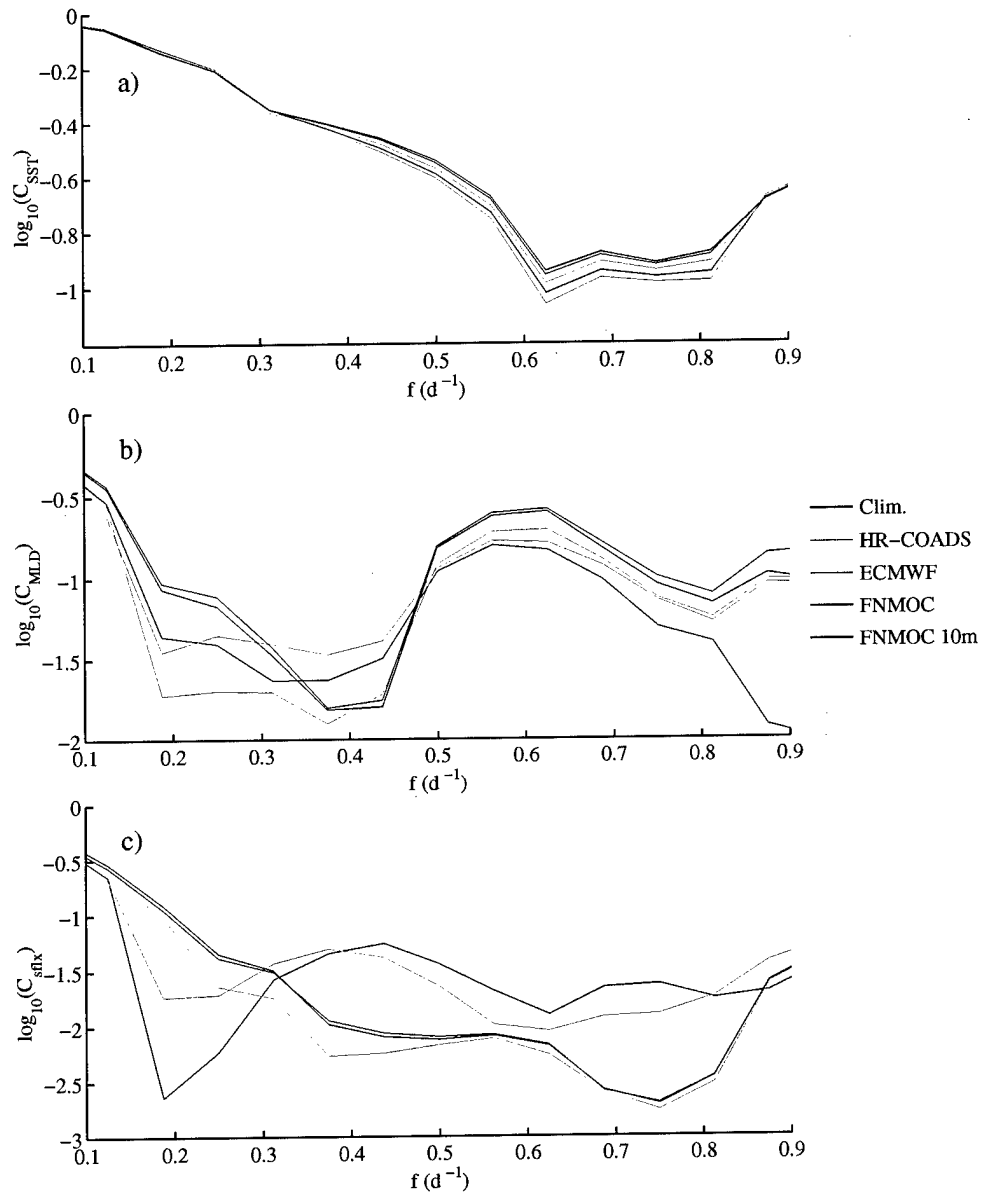 0
−0.2
−0.4
−0.6
−0.8
−1
a)
log10(CSST)
0.1 0.2 0.3 0.4 0.5 0.6 0.7 0.8 0.9
f (d −1)
0
−0.5
−1
−1.5
−2
b)
log10(CMLD)
0.1 0.2 0.3 0.4 0.5 0.6 0.7 0.8 0.9
f (d −1)
Clim.
HR−COADS
ECMWF
FNMOC
FNMOC 10m
0
−0.5
−1
−1.5
−2
−2.5
−3
c)
log10(Csflx)
0.1 0.2 0.3 0.4 0.5 0.6 0.7 0.8 0.9
f (d −1)